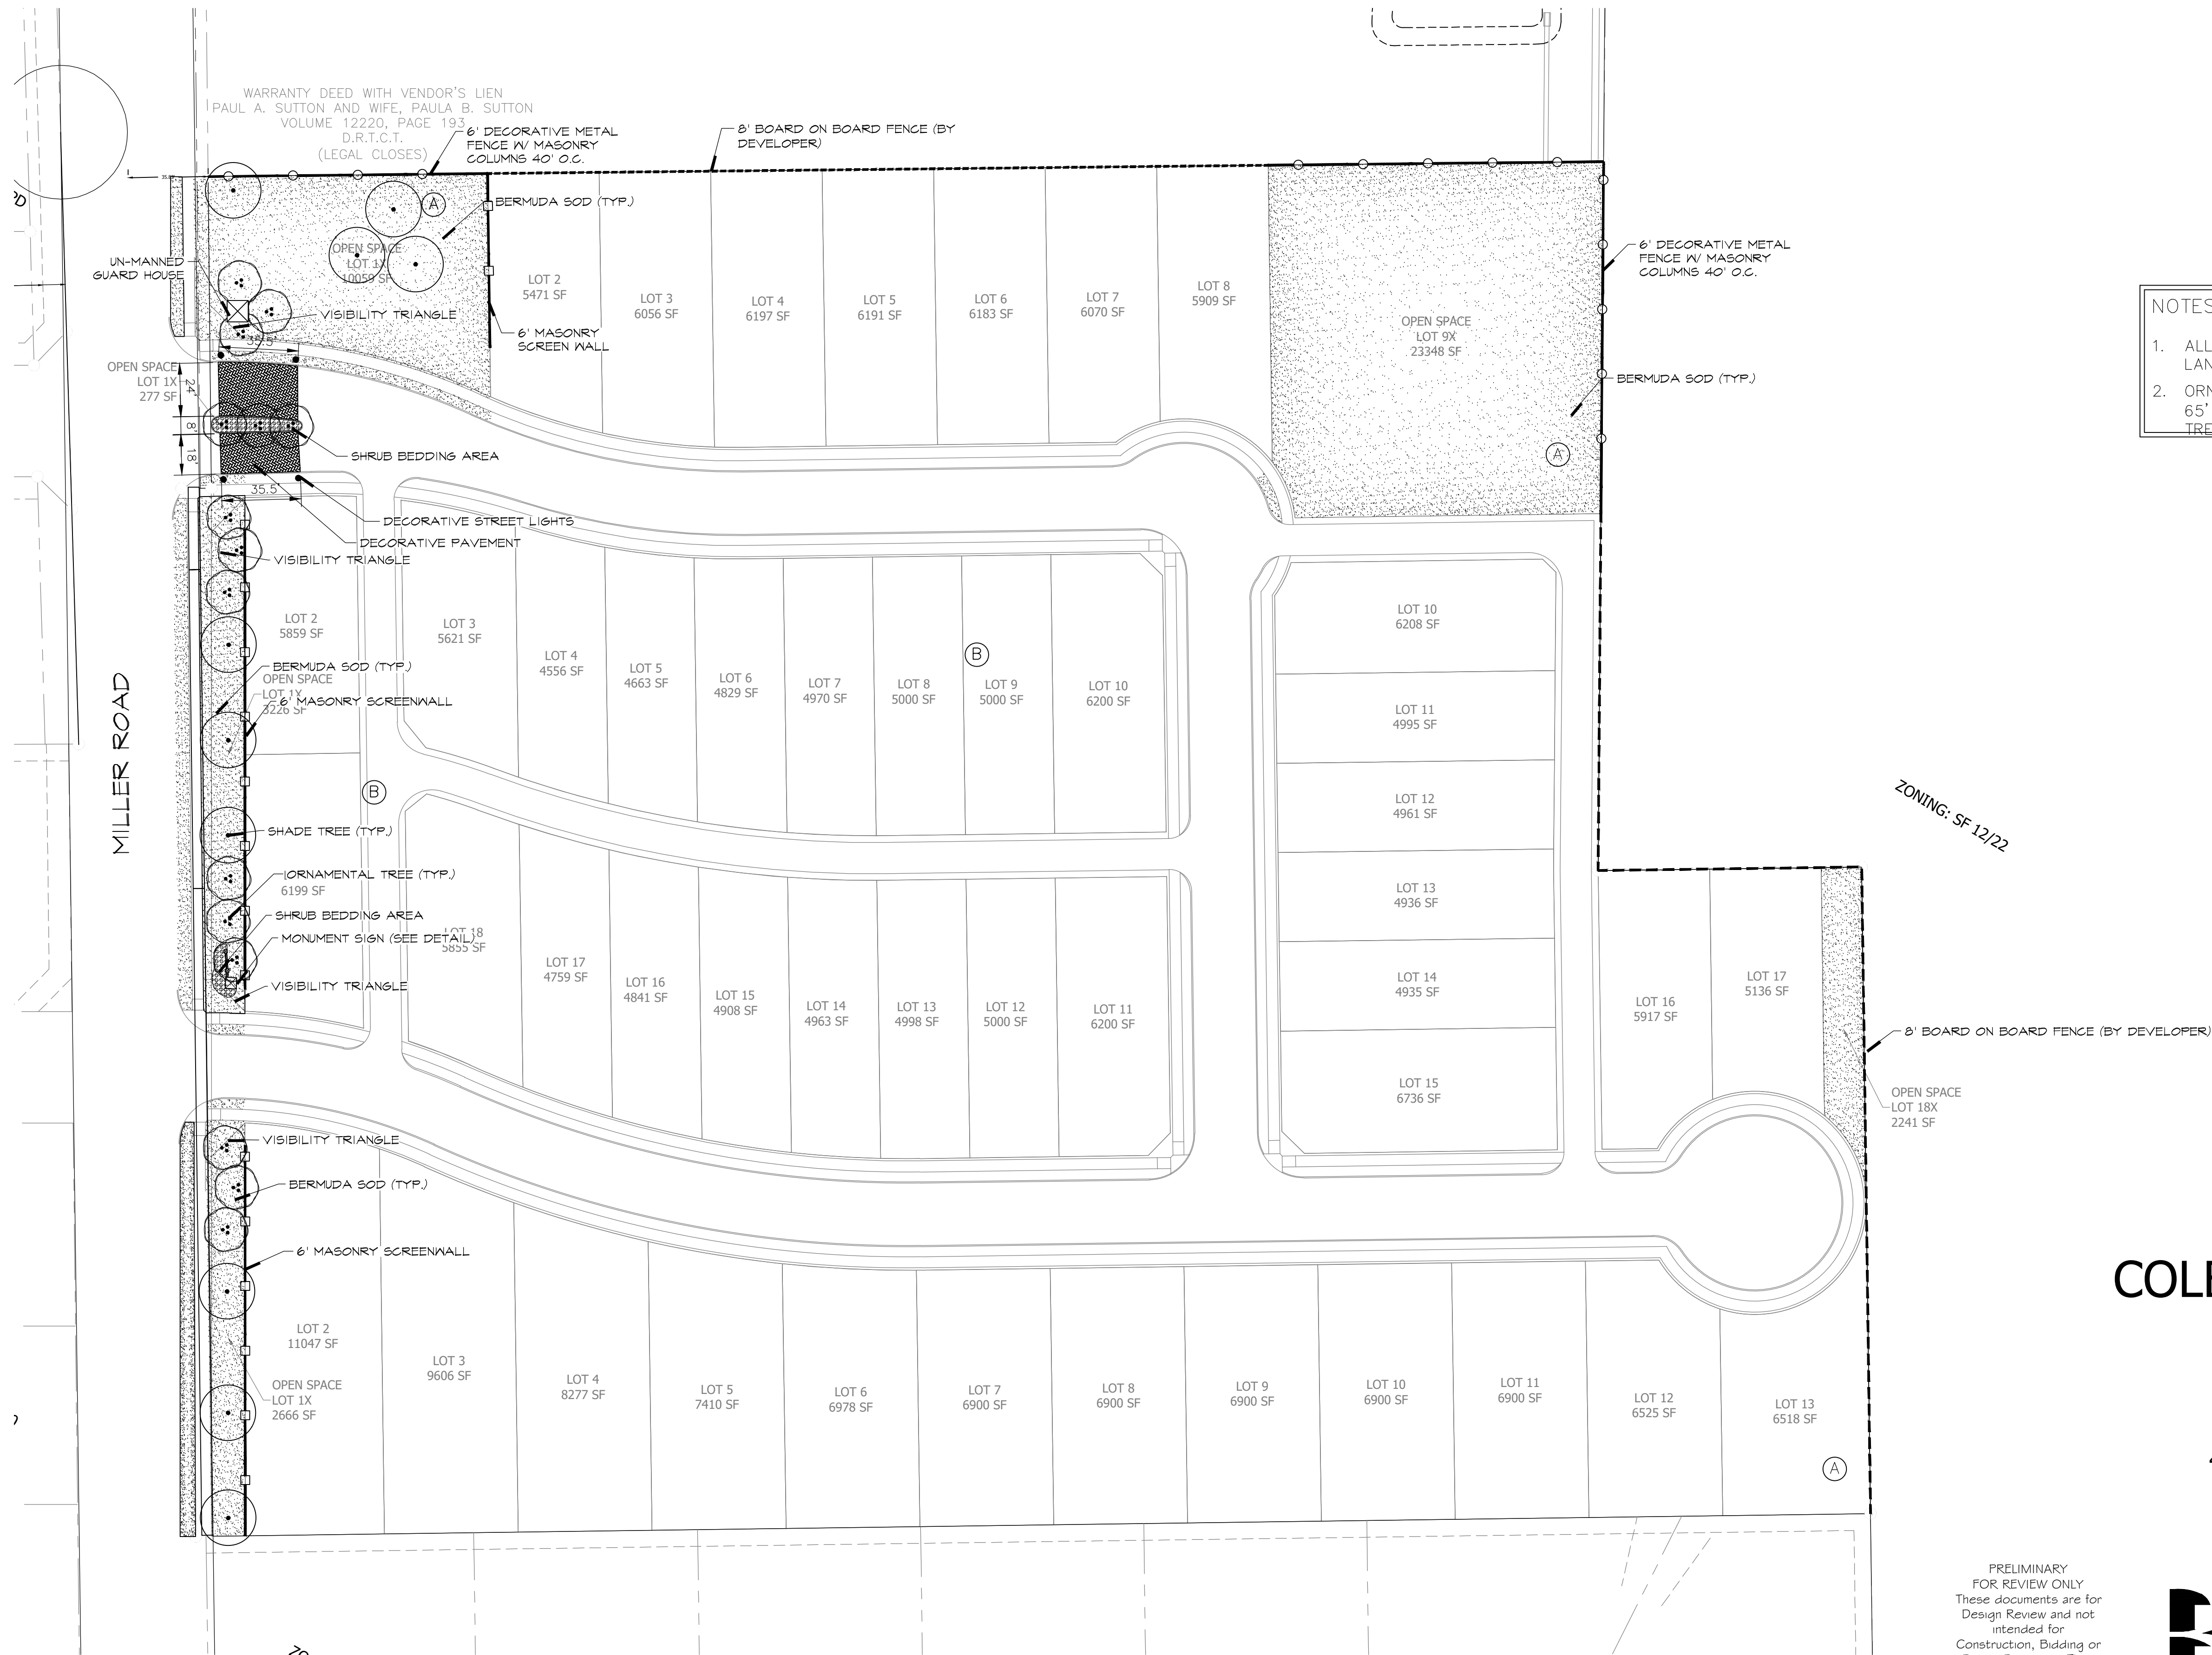 WARRANTY DEED WITH VENDOR'S LIEN
PAUL A. SUTTON AND WIFE, PAULA B. SUTTON
VOLUME 12220, PAGE 193
D.R.T.C.T.
(LEGAL CLOSES)
6' DECORATIVE METAL
FENCE W/ MASONRY
COLUMNS 40' O.C.
8' BOARD ON BOARD FENCE (BY
DEVELOPER)
A
BERMUDA SOD (TYP.)
OPEN SPACE
LOT 1X
10059 SF
UN-MANNED
GUARD HOUSE
VISIBILITY TRIANGLE
6' MASONRY
SCREEN WALL
35.5'
OPEN SPACE
LOT 1X
277 SF
24'
8'
18'
SHRUB BEDDING AREA
35.5'
DECORATIVE STREET LIGHTS
DECORATIVE PAVEMENT
VISIBILITY TRIANGLE
LOT 2
5471 SF
LOT 3
6056 SF
LOT 4
6197 SF
LOT 5
6191 SF
LOT 6
6183 SF
LOT 7
6070 SF
LOT 8
5909 SF
OPEN SPACE
LOT 9X
23348 SF
6' DECORATIVE METAL
FENCE W/ MASONRY
COLUMNS 40' O.C.
BERMUDA SOD (TYP.)
A
NOTES
1. ALL
LAN
2. ORN
65'
TRE
MILLER ROAD
LOT 2
5859 SF
BERMUDA SOD (TYP.)
OPEN SPACE
LOT 1X
3226 SF
6' MASONRY SCREENWALL
B
SHADE TREE (TYP.)
IORNAMENTAL TREE (TYP.)
6199 SF
SHRUB BEDDING AREA
MONUMENT SIGN (SEE DETAIL)
VISIBILITY TRIANGLE
LOT 3
5621 SF
LOT 4
4556 SF
LOT 5
4663 SF
LOT 6
4829 SF
LOT 7
4970 SF
LOT 8
5000 SF
B
LOT 9
5000 SF
LOT 10
6200 SF
LOT 18
5855 SF
LOT 17
4759 SF
LOT 16
4841 SF
LOT 15
4908 SF
LOT 14
4963 SF
LOT 13
4998 SF
LOT 12
5000 SF
LOT 11
6200 SF
LOT 10
6208 SF
LOT 11
4995 SF
LOT 12
4961 SF
LOT 13
4936 SF
LOT 14
4935 SF
LOT 15
6736 SF
ZONING: SF 12/22
LOT 16
5917 SF
LOT 17
5136 SF
8' BOARD ON BOARD FENCE (BY DEVELOPER)
OPEN SPACE
LOT 18X
2241 SF
VISIBILITY TRIANGLE
BERMUDA SOD (TYP.)
6' MASONRY SCREENWALL
LOT 2
11047 SF
OPEN SPACE
LOT 1X
2666 SF
LOT 3
9606 SF
LOT 4
8277 SF
LOT 5
7410 SF
LOT 6
6978 SF
LOT 7
6900 SF
LOT 8
6900 SF
LOT 9
6900 SF
LOT 10
6900 SF
LOT 11
6900 SF
LOT 12
6525 SF
LOT 13
6518 SF
A
PRELIMINARY
FOR REVIEW ONLY
These documents are for
Design Review and not
intended for
Construction, Bidding or